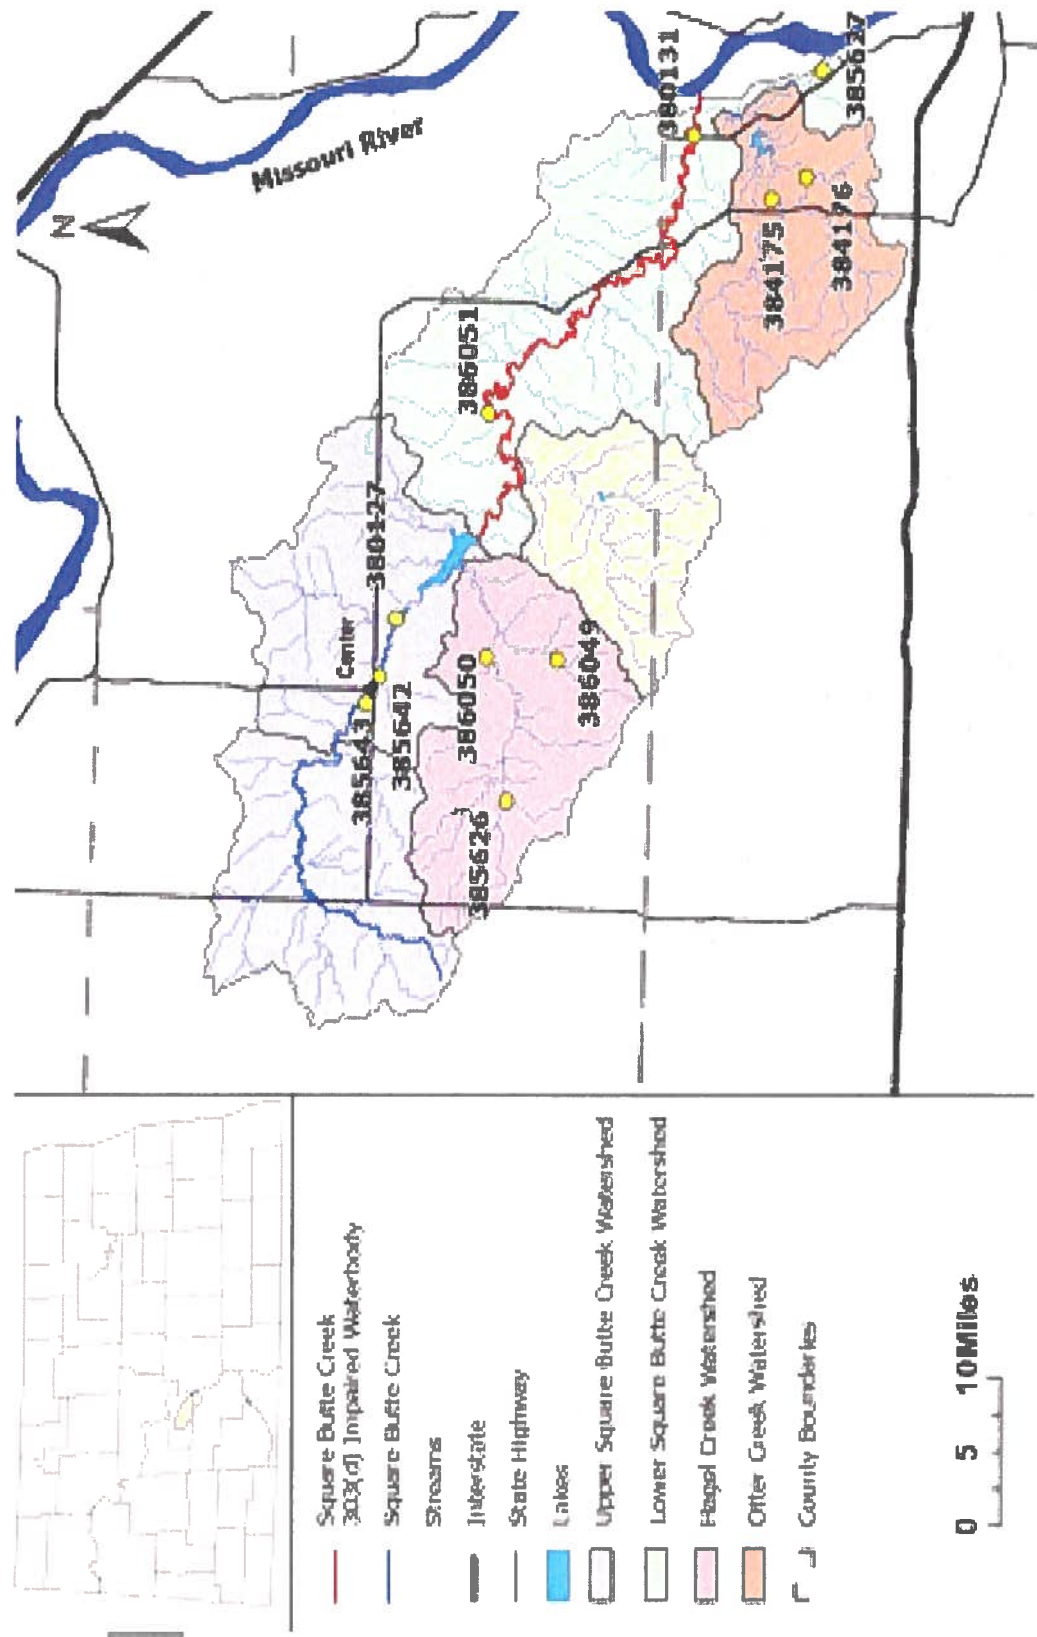 N
Missouri River
380131
385627
384175
384176
386051
380127
Center
385643
385642
386050
386049
385626
Square Butte Creek
303(d) Impaired Waterbody
Square Butte Creek
Streams
Interstate
State Highway
Lakes
Upper Square Butte Creek Watershed
Lower Square Butte Creek Watershed
Hagel Creek Watershed
Otter Creek Watershed
County Boundaries
0 5 10Miles